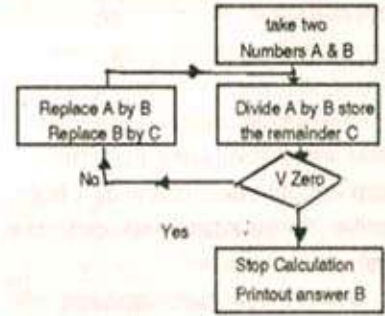 take two
Numbers A & B
Replace A by B
Replace B by C
Divide A by B store
the remainder C
No
V Zero
Yes
Stop Calculation
Printout answer B